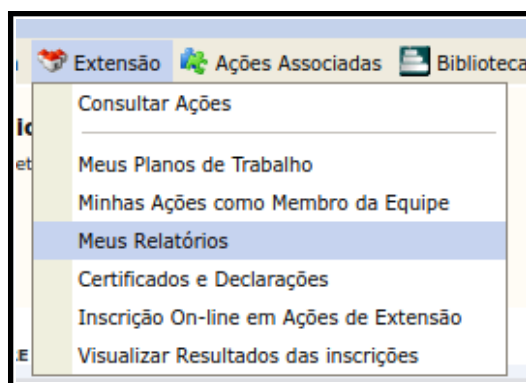 Extensão Ações Associadas Biblioteca
Consultar Ações
Meus Planos de Trabalho
Minhas Ações como Membro da Equipe
Meus Relatórios
Certificados e Declarações
Inscrição On-line em Ações de Extensão
Visualizar Resultados das inscrições